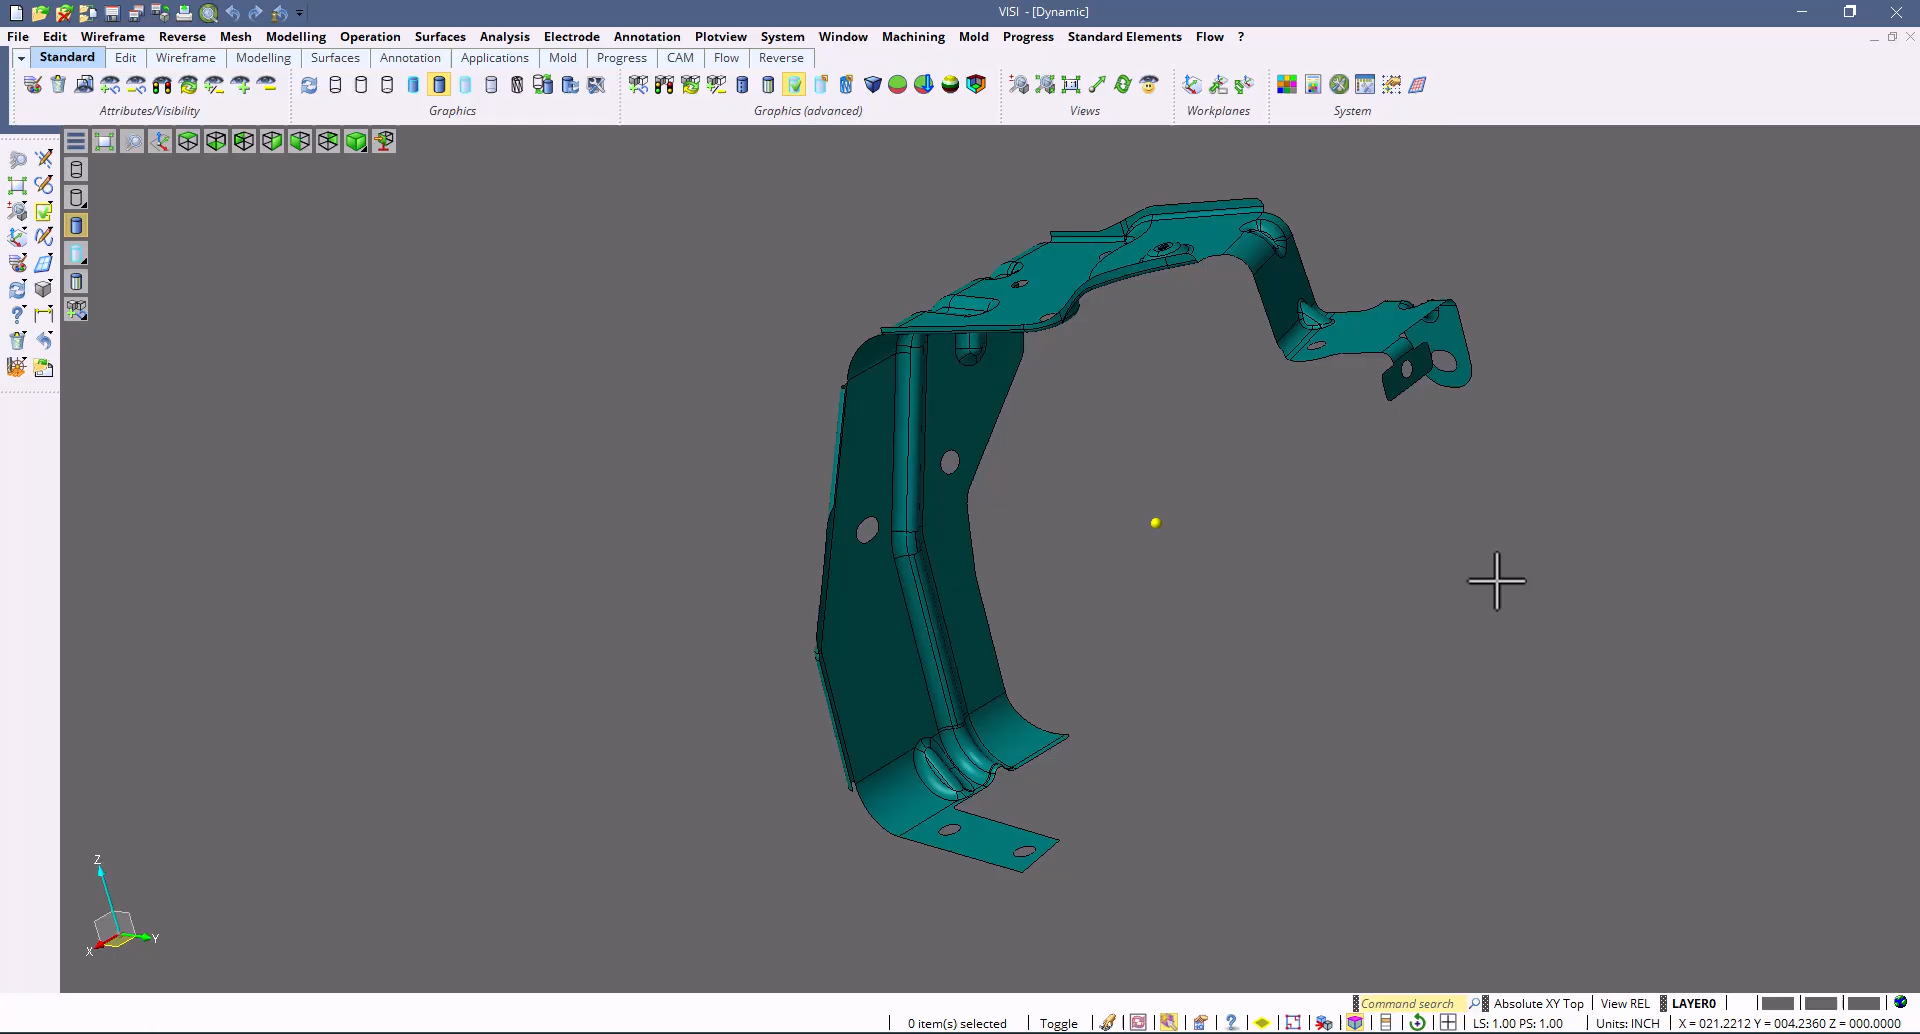 VISI - [Dynamic]
File Edit Wireframe Reverse Mesh Modelling Operation Surfaces Analysis Electrode Annotation Plotview System Window Machining Mold Progress Standard Elements Flow ?
Standard Edit Wireframe Modelling Surfaces Annotation Applications Mold Progress CAM Flow Reverse
Attributes/Visibility Graphics Graphics (advanced) Views Workplanes System
Z
Y
X
Command search Absolute XY Top View REL LAYER0
0 item(s) selected Toggle LS: 1.00 PS: 1.00 Units: INCH X = 021.2212 Y = 004.2360 Z = 000.0000